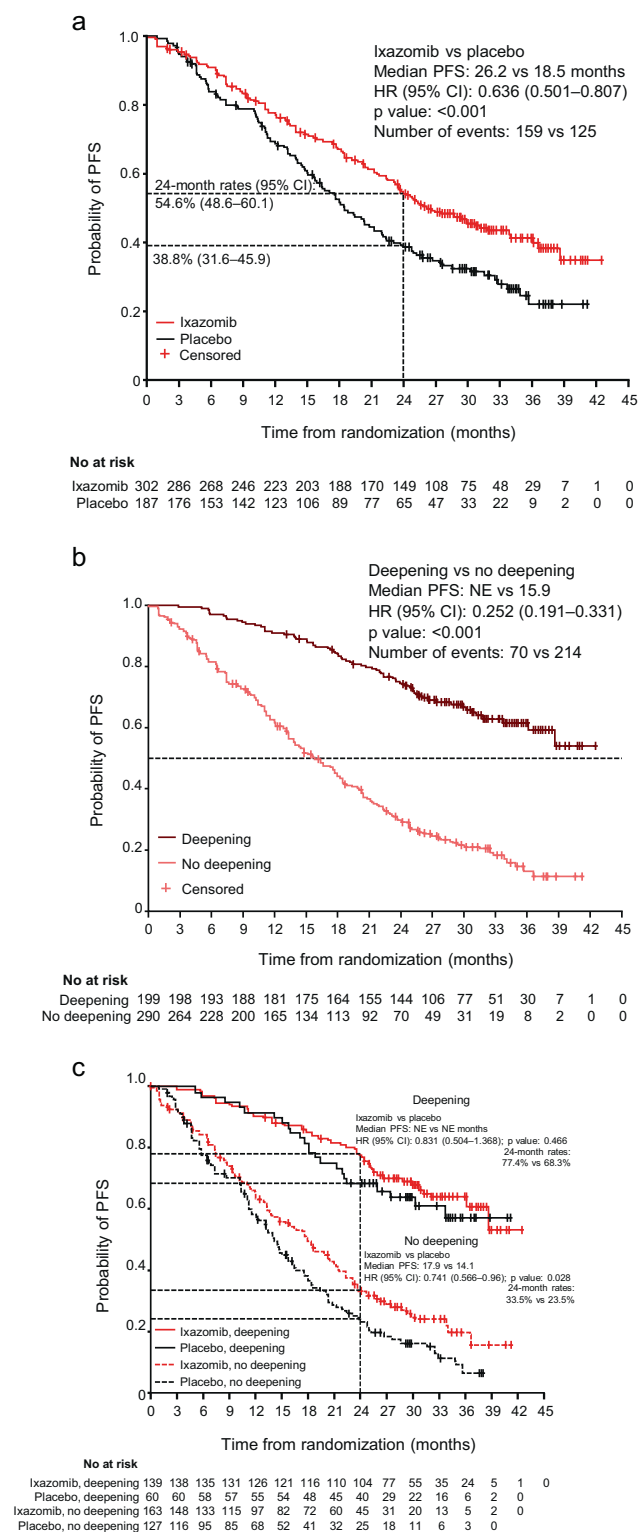 a
Ixazomib vs placebo
Median PFS: 26.2 vs 18.5 months
HR (95% CI): 0.636 (0.501–0.807)
p value: <0.001
Number of events: 159 vs 125
Probability of PFS
1.0
0.8
0.6
0.4
0.2
0
24-month rates (95% CI):
54.6% (48.6–60.1)
38.8% (31.6–45.9)
Ixazomib
Placebo
Censored
0 3 6 9 12 15 18 21 24 27 30 33 36 39 42 45
Time from randomization (months)
No at risk
Ixazomib 302 286 268 246 223 203 188 170 149 108 75 48 29 7 1 0
Placebo 187 176 153 142 123 106 89 77 65 47 33 22 9 2 0 0
b
Deepening vs no deepening
Median PFS: NE vs 15.9
HR (95% CI): 0.252 (0.191–0.331)
p value: <0.001
Number of events: 70 vs 214
Probability of PFS
1.0
0.8
0.6
0.4
0.2
0
Deepening
No deepening
Censored
0 3 6 9 12 15 18 21 24 27 30 33 36 39 42 45
Time from randomization (months)
No at risk
Deepening 199 198 193 188 181 175 164 155 144 106 77 51 30 7 1 0
No deepening 290 264 228 200 165 134 113 92 70 49 31 19 8 2 0 0
c
Deepening
Ixazomib vs placebo
Median PFS: NE vs NE months
HR (95% CI): 0.831 (0.504–1.368); p value: 0.466
24-month rates:
77.4% vs 68.3%
No deepening
Ixazomib vs placebo
Median PFS: 17.9 vs 14.1
HR (95% CI): 0.741 (0.566–0.96); p value: 0.028
24-month rates:
33.5% vs 23.5%
Probability of PFS
1.0
0.8
0.6
0.4
0.2
0
Ixazomib, deepening
Placebo, deepening
Ixazomib, no deepening
Placebo, no deepening
0 3 6 9 12 15 18 21 24 27 30 33 36 39 42 45
Time from randomization (months)
No at risk
Ixazomib, deepening 139 138 135 131 126 121 116 110 104 77 55 35 24 5 1 0
Placebo, deepening 60 60 58 57 55 54 48 45 40 29 22 16 6 2 0
Ixazomib, no deepening 163 148 133 115 97 82 72 60 45 31 20 13 5 2 0
Placebo, no deepening 127 116 95 85 68 52 41 32 25 18 11 6 3 0